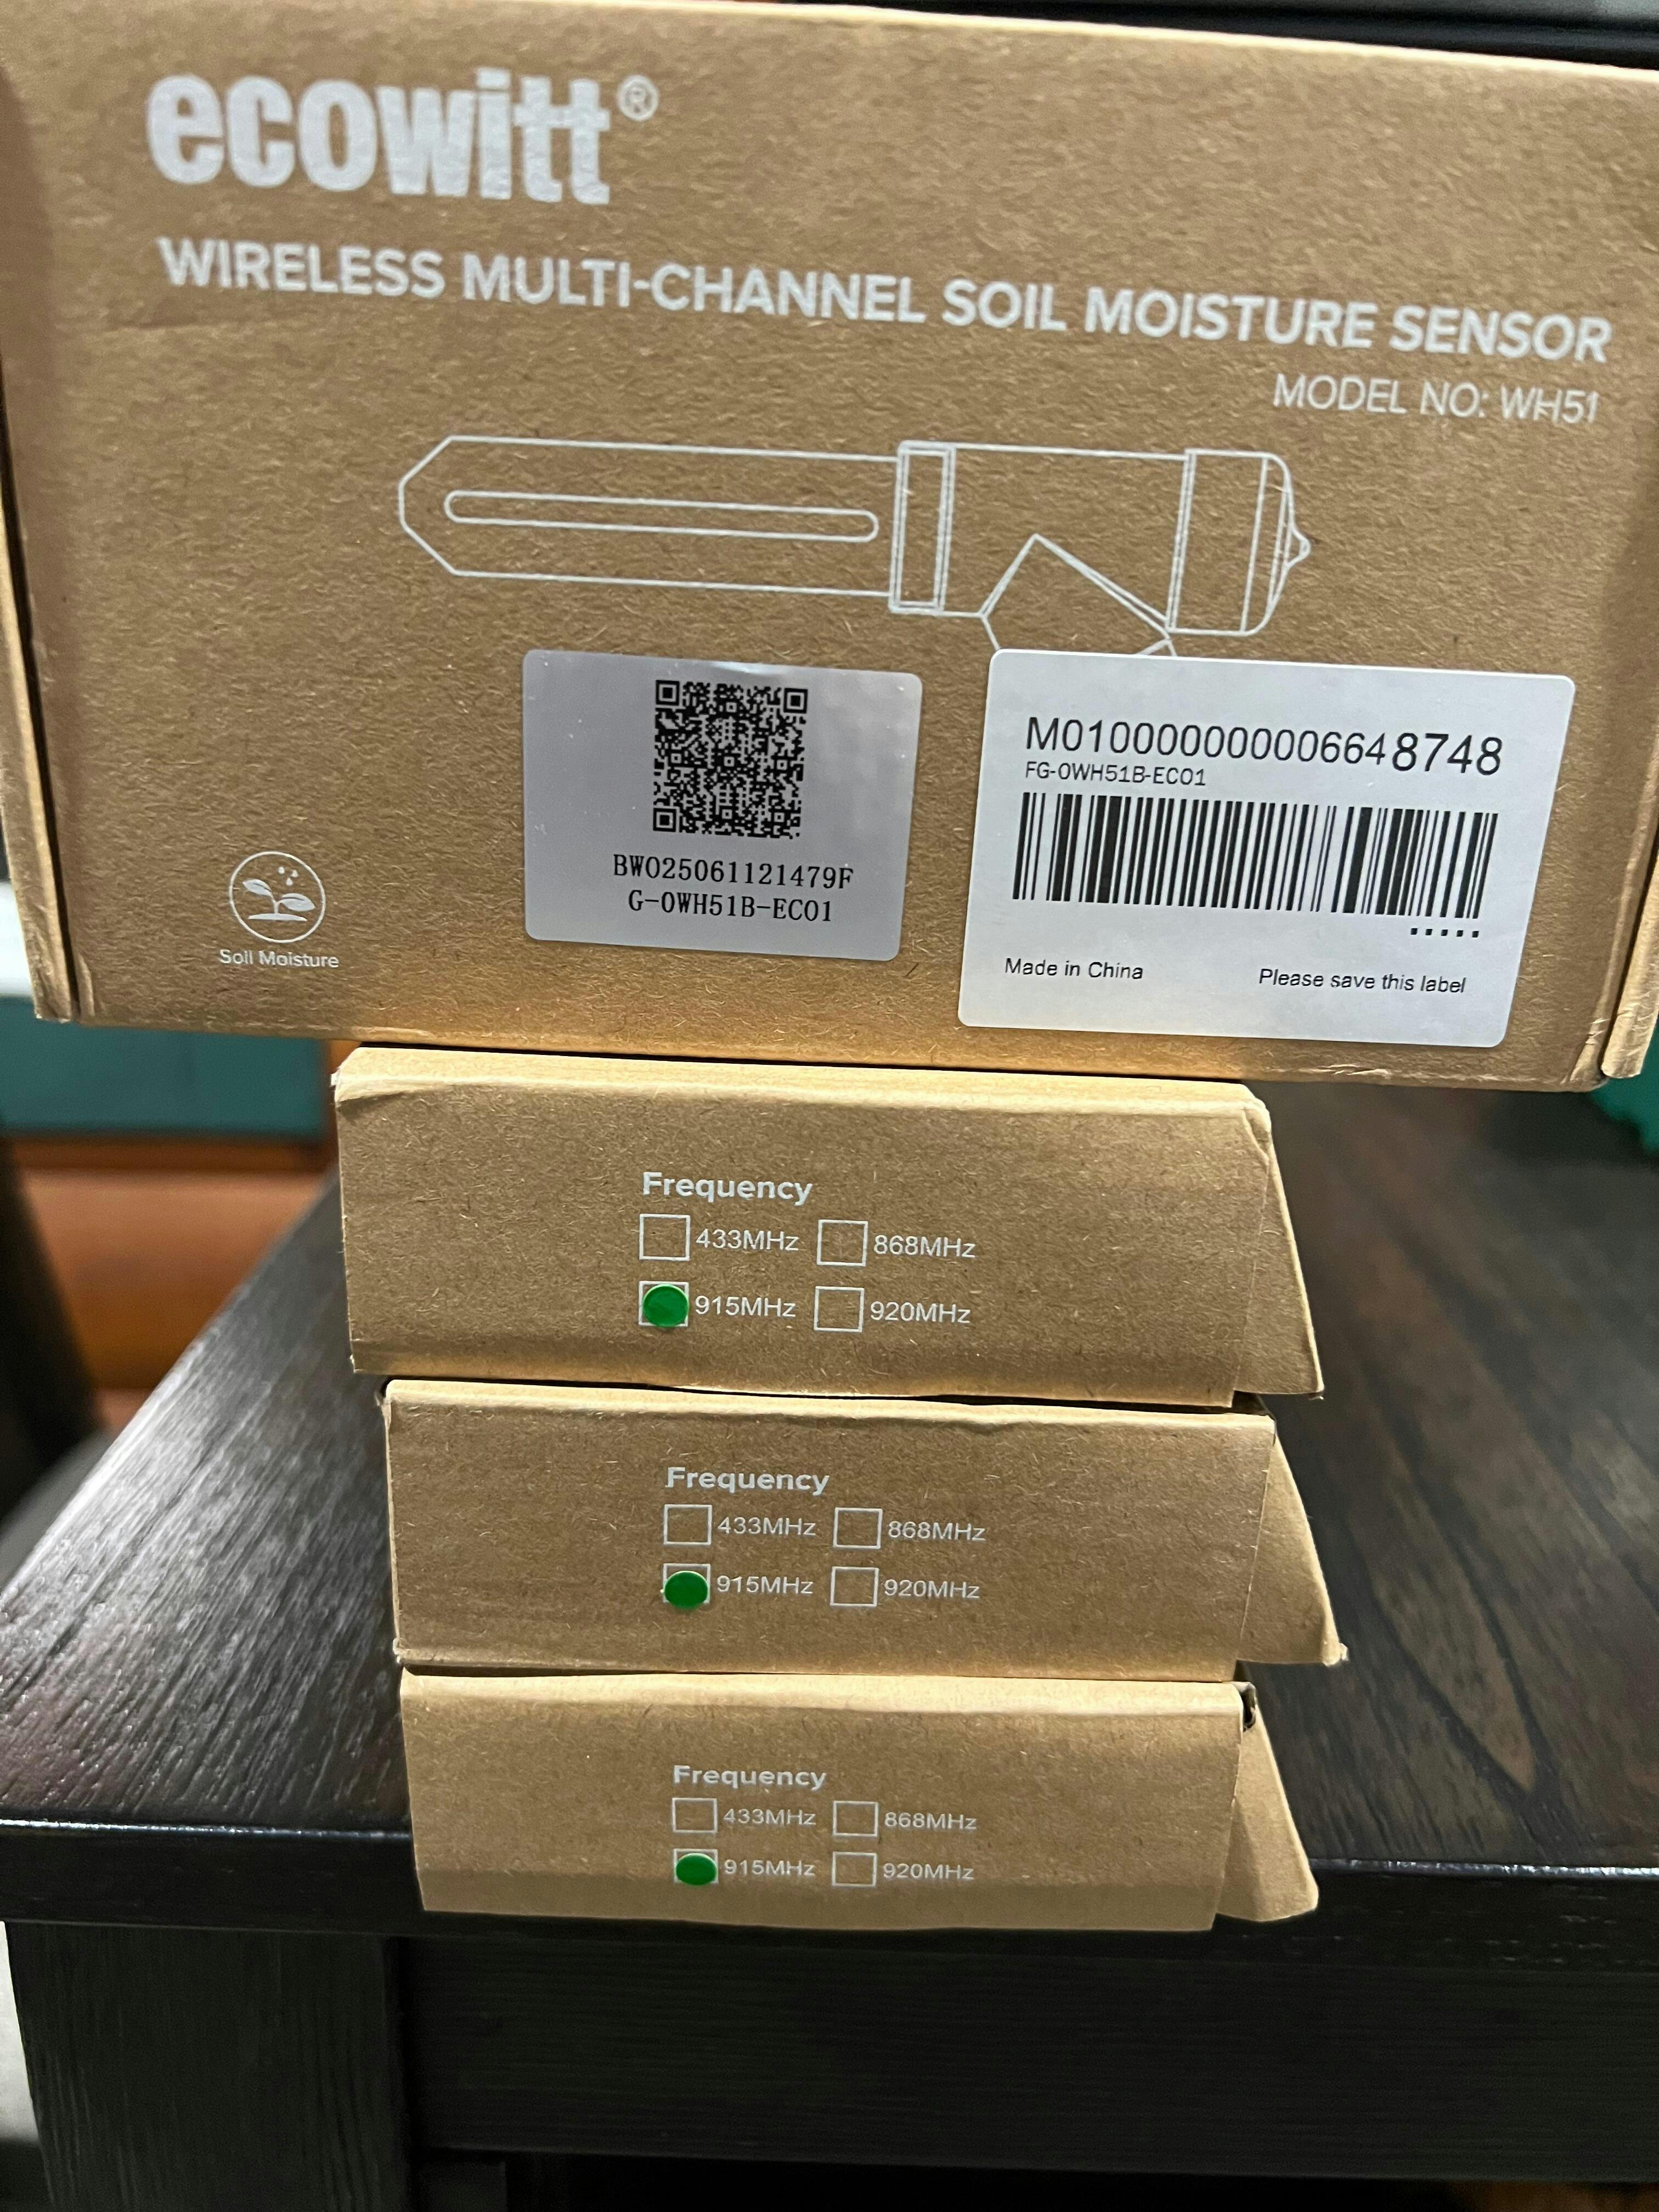 ecowitt®
WIRELESS MULTI-CHANNEL SOIL MOISTURE SENSOR
MODEL NO: WH51
BW025061121479F
G-0WH51B-EC01
M0100000000006648748
FG-0WH51B-EC01
Made in China
Please save this label
Soil Moisture
Frequency
433MHz 868MHz
915MHz 920MHz
Frequency
433MHz 868MHz
915MHz 920MHz
Frequency
433MHz 868MHz
915MHz 920MHz